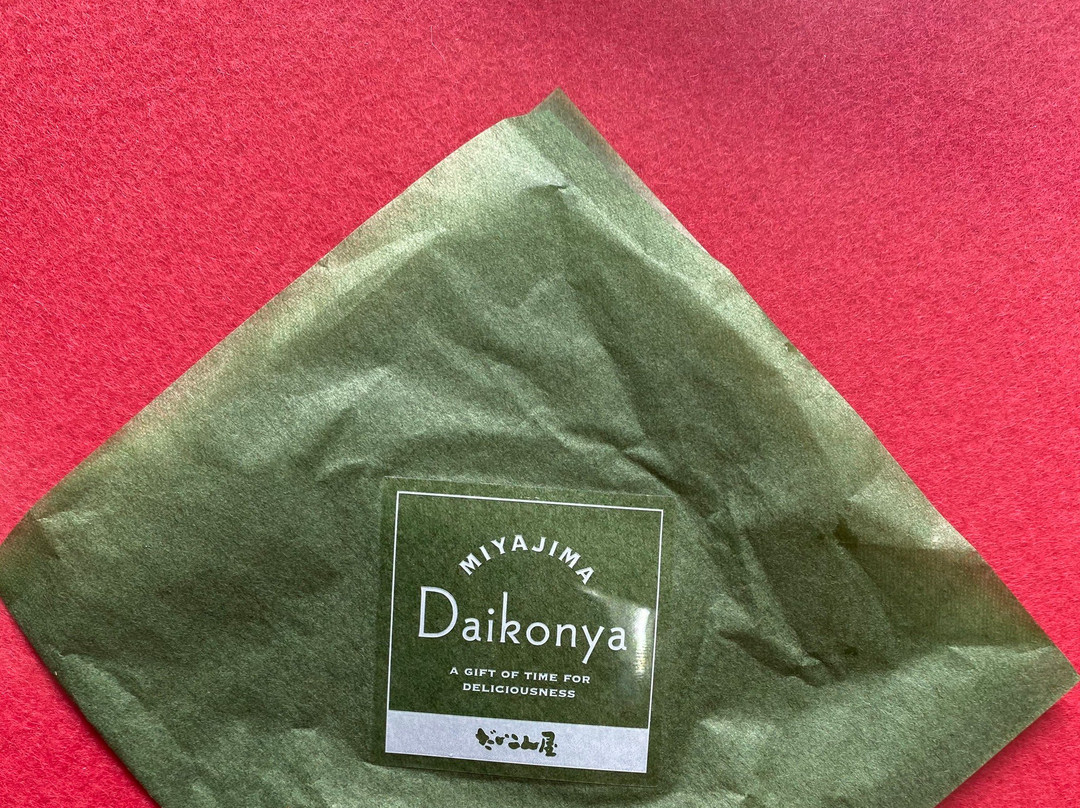 MIYAJIMA
Daikonya
A GIFT OF TIME FOR
DELICIOUSNESS
だいこん屋